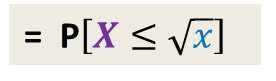 = P[X ≤ √x]